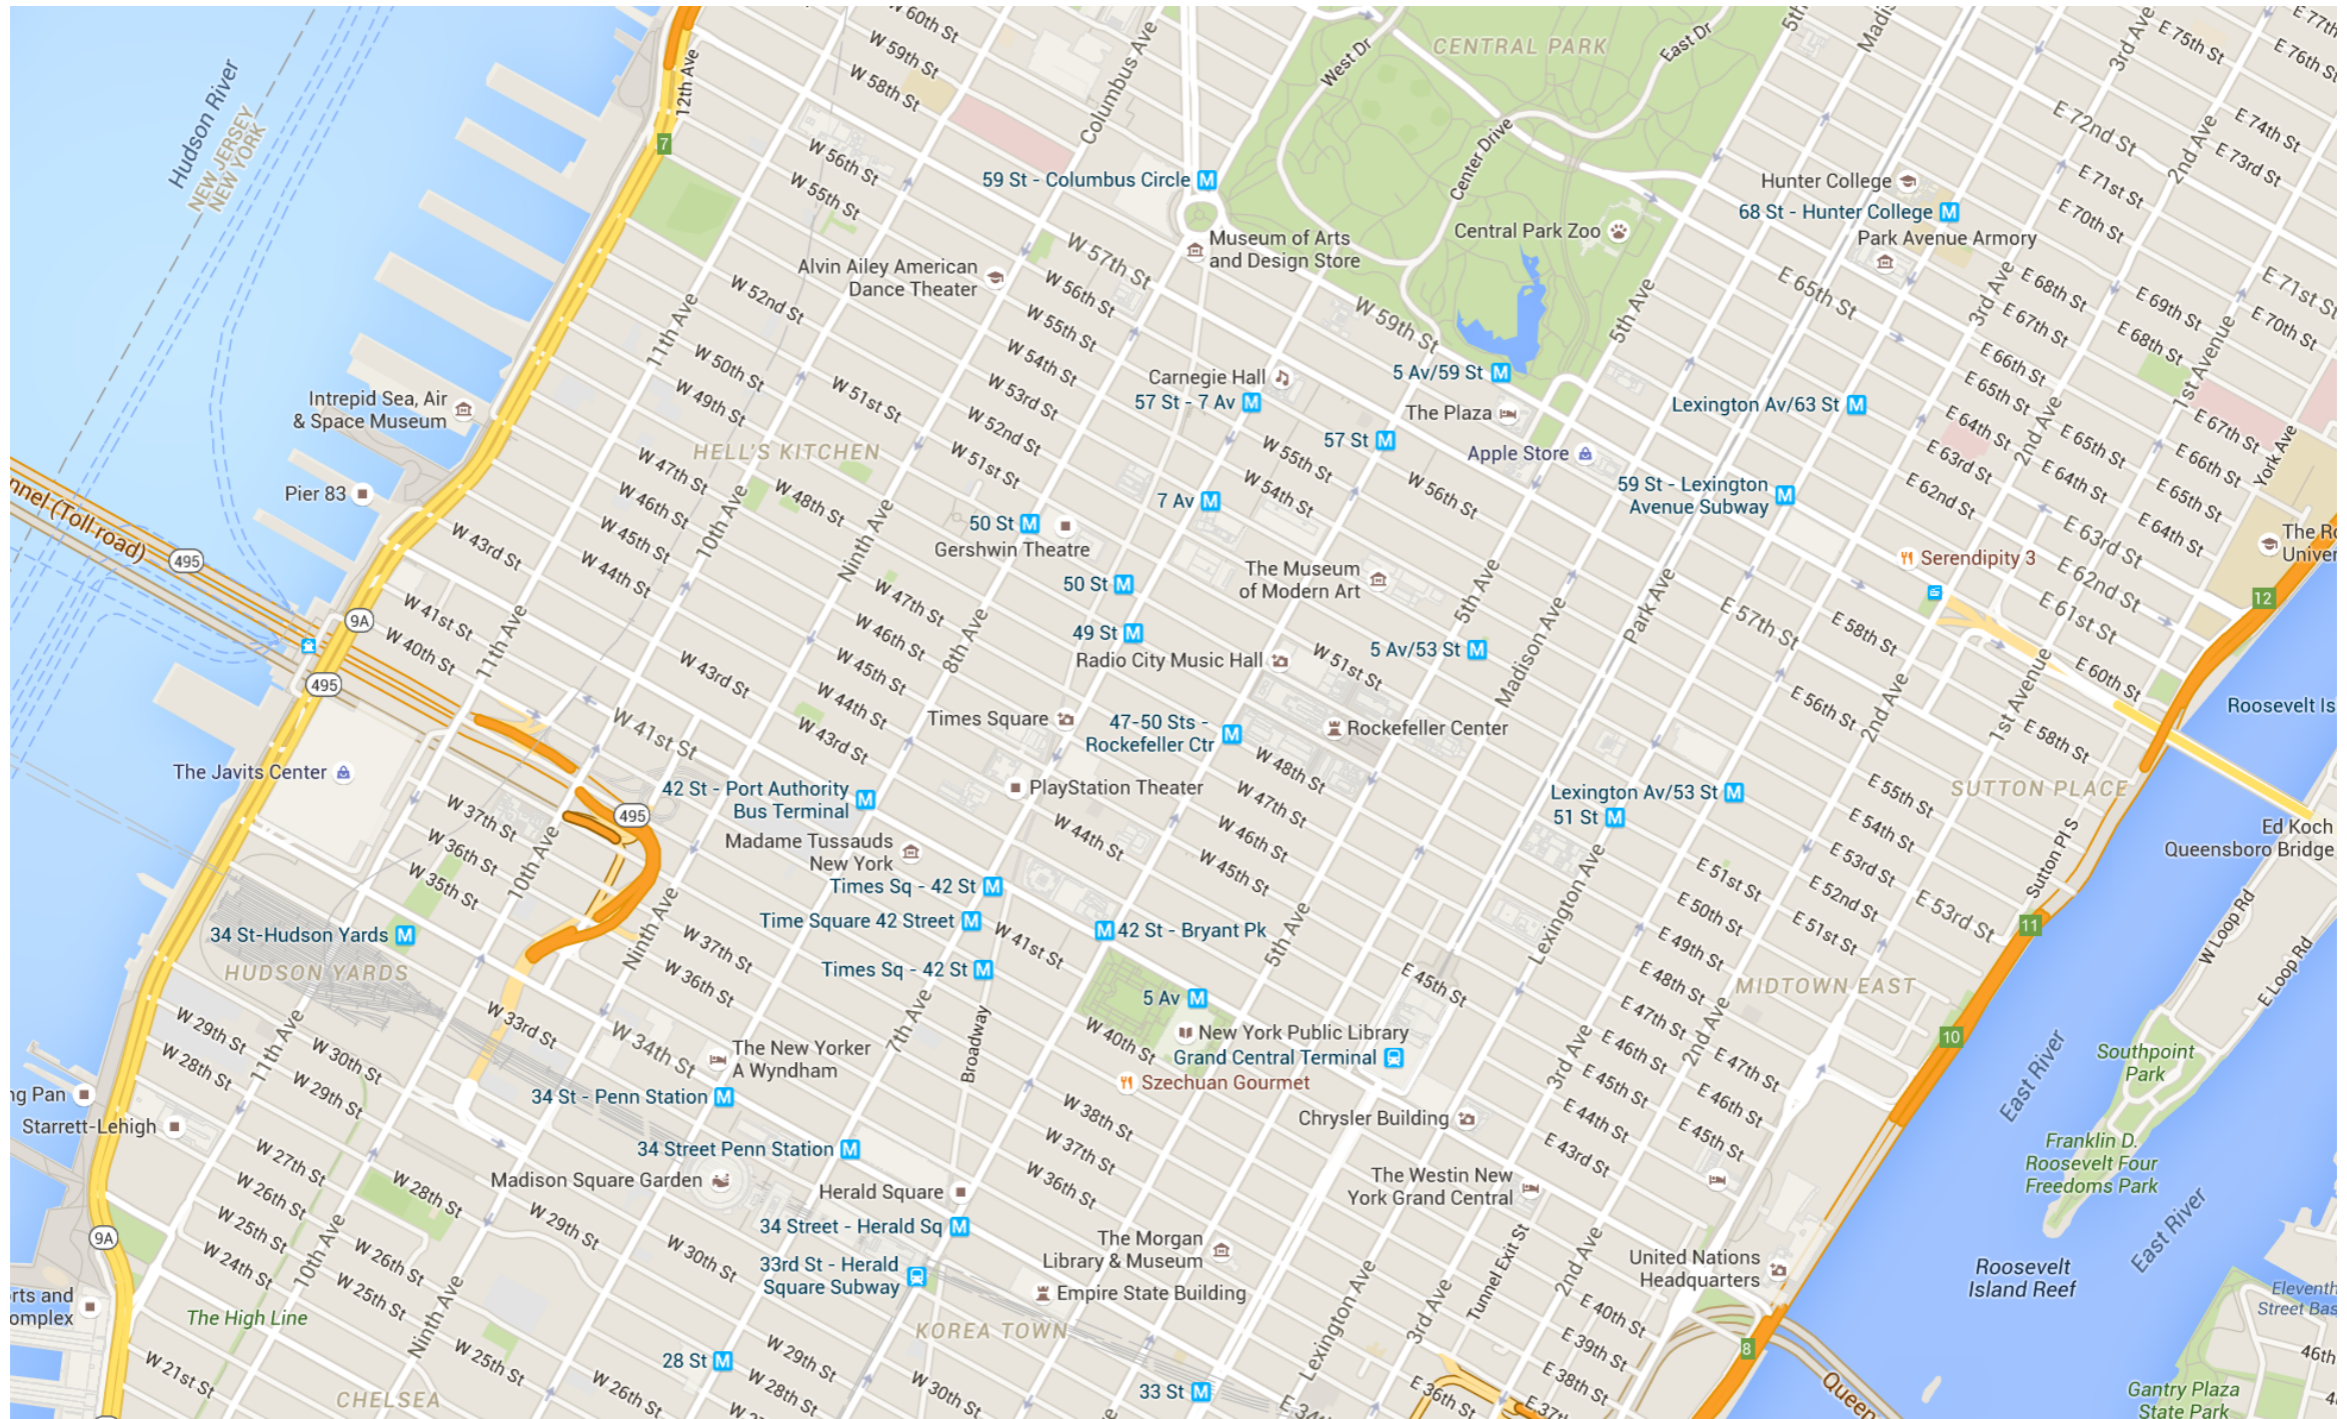 W 60th St
W 59th St
W 58th St
12th Ave
Columbus Ave
CENTRAL PARK
West Dr
East Dr
Center Drive
5th
3rd Ave
E 77th
E 75th St
E 76th St
E 72nd St
E 74th St
E 73rd St
2nd Ave
E 71st St
E 70th St
Hudson River
NEW JERSEY
NEW YORK
7
W 56th St
W 55th St
59 St - Columbus Circle
Museum of Arts
and Design Store
Hunter College
68 St - Hunter College
Park Avenue Armory
Central Park Zoo
W 57th St
Alvin Ailey American
Dance Theater
W 56th St
W 55th St
W 54th St
W 53rd St
W 52nd St
W 51st St
W 52nd St
11th Ave
W 50th St
W 49th St
W 51st St
W 59th St
5th Ave
E 65th St
3rd Ave
E 68th St
E 67th St
E 66th St
E 65th St
E 64th St
E 63rd St
E 62nd St
E 69th St
E 68th St
E 71st St
E 70th St
1st Avenue
E 67th St
E 66th St
E 65th St
E 64th St
E 65th St
E 64th St
E 63rd St
E 62nd St
E 61st St
York Ave
2nd Ave
Carnegie Hall
57 St - 7 Av
5 Av/59 St
The Plaza
57 St
Apple Store
Lexington Av/63 St
59 St - Lexington
Avenue Subway
Intrepid Sea, Air
& Space Museum
Pier 83
HELL'S KITCHEN
W 47th St
W 46th St
W 45th St
W 44th St
W 48th St
10th Ave
Ninth Ave
W 43rd St
W 55th St
W 54th St
W 56th St
7 Av
50 St
Gershwin Theatre
50 St
49 St
Radio City Music Hall
The Museum
of Modern Art
5 Av/53 St
5th Ave
Madison Ave
Park Ave
Serendipity 3
12
E 57th St
E 58th St
E 60th St
E 56th St
E 58th St
1st Avenue
2nd Ave
495
(Toll road)
9A
495
W 41st St
W 40th St
11th Ave
W 47th St
W 46th St
W 45th St
W 44th St
W 43rd St
W 43rd St
8th Ave
W 41st St
Times Square
47-50 Sts -
Rockefeller Ctr
Rockefeller Center
W 51st St
W 48th St
W 47th St
W 46th St
W 45th St
W 44th St
PlayStation Theater
SUTTON PLACE
Ed Koch
Queensboro Bridge
Sutton Pl S
The Javits Center
495
W 37th St
W 36th St
W 35th St
10th Ave
42 St - Port Authority
Bus Terminal
Madame Tussauds
New York
Times Sq - 42 St
Time Square 42 Street
Times Sq - 42 St
W 41st St
42 St - Bryant Pk
5 Av
New York Public Library
Grand Central Terminal
Szechuan Gourmet
W 40th St
5th Ave
E 45th St
Lexington Av/53 St
51 St
Lexington Ave
E 55th St
E 54th St
E 53rd St
E 52nd St
E 51st St
E 53rd St
E 51st St
E 50th St
E 49th St
E 48th St
E 47th St
E 46th St
E 45th St
E 44th St
E 43rd St
E 47th St
E 46th St
E 45th St
3rd Ave
2nd Ave
MIDTOWN EAST
11
10
W Loop Rd
E Loop Rd
34 St-Hudson Yards
HUDSON YARDS
Ninth Ave
W 37th St
W 36th St
W 33rd St
W 34th St
7th Ave
Broadway
The New Yorker
A Wyndham
34 St - Penn Station
34 Street Penn Station
Madison Square Garden
Herald Square
34 Street - Herald Sq
33rd St - Herald
Square Subway
W 38th St
W 37th St
W 36th St
The Morgan
Library & Museum
Empire State Building
KOREA TOWN
Chrysler Building
The Westin New
York Grand Central
Tunnel Exit St
2nd Ave
3rd Ave
Lexington Ave
United Nations
Headquarters
East River
Southpoint
Park
Franklin D.
Roosevelt Four
Freedoms Park
East River
Roosevelt
Island Reef
Gantry Plaza
State Park
46th
8
E 40th St
E 39th St
E 38th St
E 36th St
E 37th
E 34th
33 St
W 29th St
W 28th St
11th Ave
W 30th St
W 29th St
Starrett-Lehigh
9A
W 27th St
W 26th St
W 25th St
W 24th St
10th Ave
W 28th St
W 29th St
W 30th St
W 26th St
W 25th St
The High Line
Ninth Ave
W 21st St
CHELSEA
W 25th St
28 St
W 29th St
W 28th St
W 26th St
W 30th St